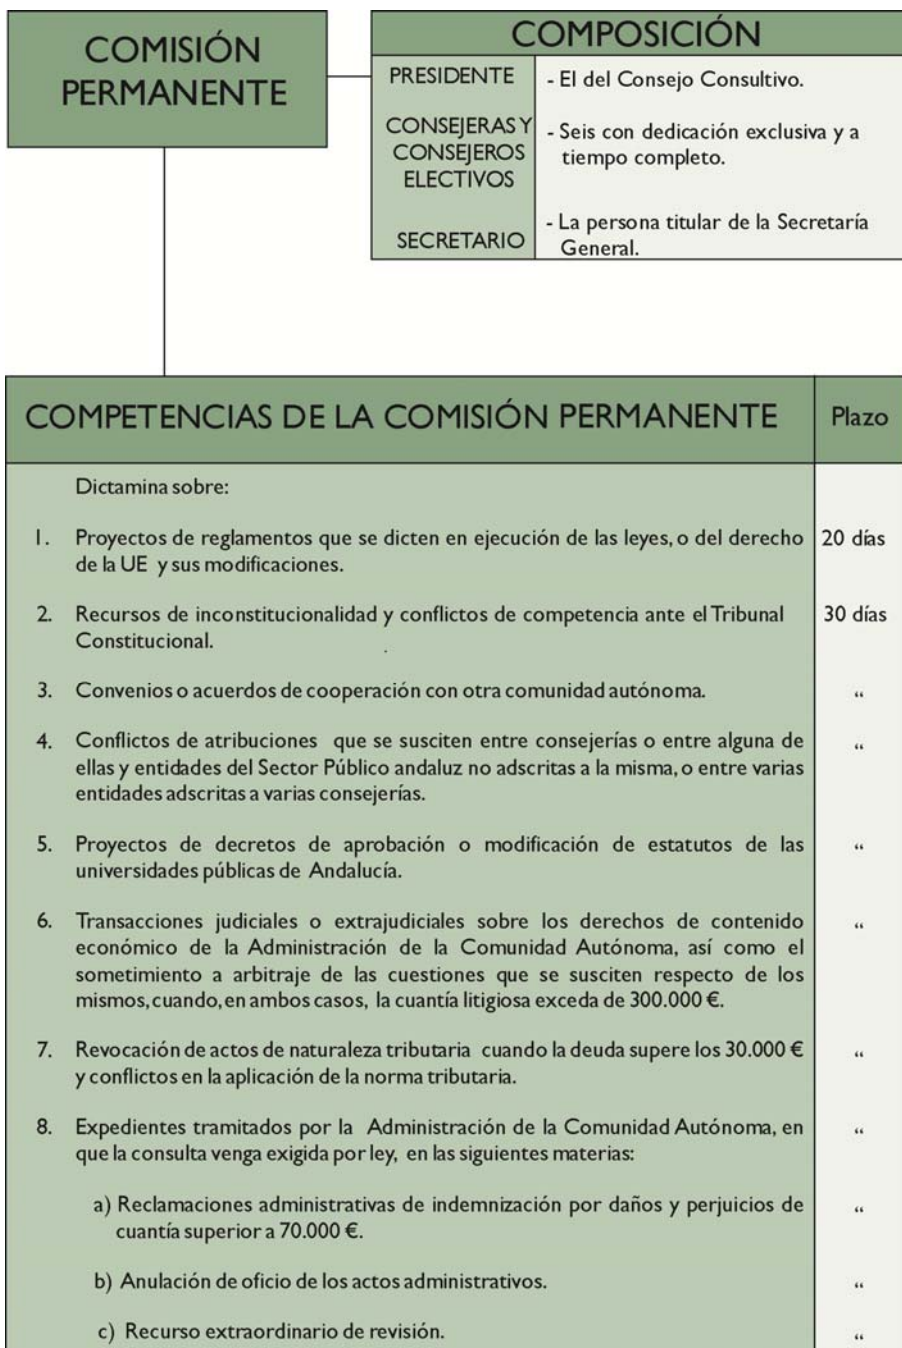 COMISIÓN
PERMANENTE
COMPOSICIÓN
PRESIDENTE
- El del Consejo Consultivo.
CONSEJERAS Y
CONSEJEROS
ELECTIVOS
- Seis con dedicación exclusiva y a
tiempo completo.
SECRETARIO
- La persona titular de la Secretaría
General.
COMPETENCIAS DE LA COMISIÓN PERMANENTE
Plazo
Dictamina sobre:
1. Proyectos de reglamentos que se dicten en ejecución de las leyes, o del derecho 20 días
de la UE y sus modificaciones.
2. Recursos de inconstitucionalidad y conflictos de competencia ante el Tribunal 30 días
Constitucional.
3. Convenios o acuerdos de cooperación con otra comunidad autónoma. “
4. Conflictos de atribuciones que se susciten entre consejerías o entre alguna de “
ellas y entidades del Sector Público andaluz no adscritas a la misma, o entre varias
entidades adscritas a varias consejerías.
5. Proyectos de decretos de aprobación o modificación de estatutos de las “
universidades públicas de Andalucía.
6. Transacciones judiciales o extrajudiciales sobre los derechos de contenido “
económico de la Administración de la Comunidad Autónoma, así como el
sometimiento a arbitraje de las cuestiones que se susciten respecto de los
mismos, cuando, en ambos casos, la cuantía litigiosa exceda de 300.000 €.
7. Revocación de actos de naturaleza tributaria cuando la deuda supere los 30.000 € “
y conflictos en la aplicación de la norma tributaria.
8. Expedientes tramitados por la Administración de la Comunidad Autónoma, en “
que la consulta venga exigida por ley, en las siguientes materias:
a) Reclamaciones administrativas de indemnización por daños y perjuicios de “
cuantía superior a 70.000 €.
b) Anulación de oficio de los actos administrativos. “
c) Recurso extraordinario de revisión. “